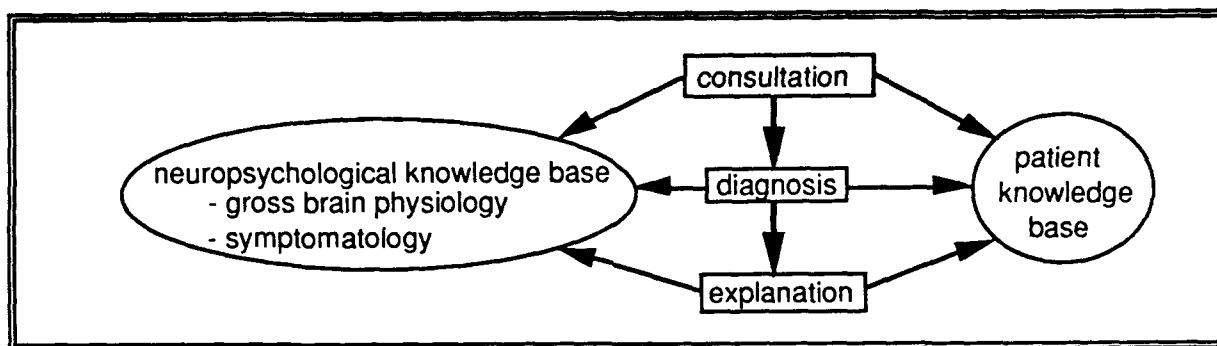 consultation
neuropsychological knowledge base
- gross brain physiology
- symptomatology
diagnosis
patient
knowledge
base
explanation